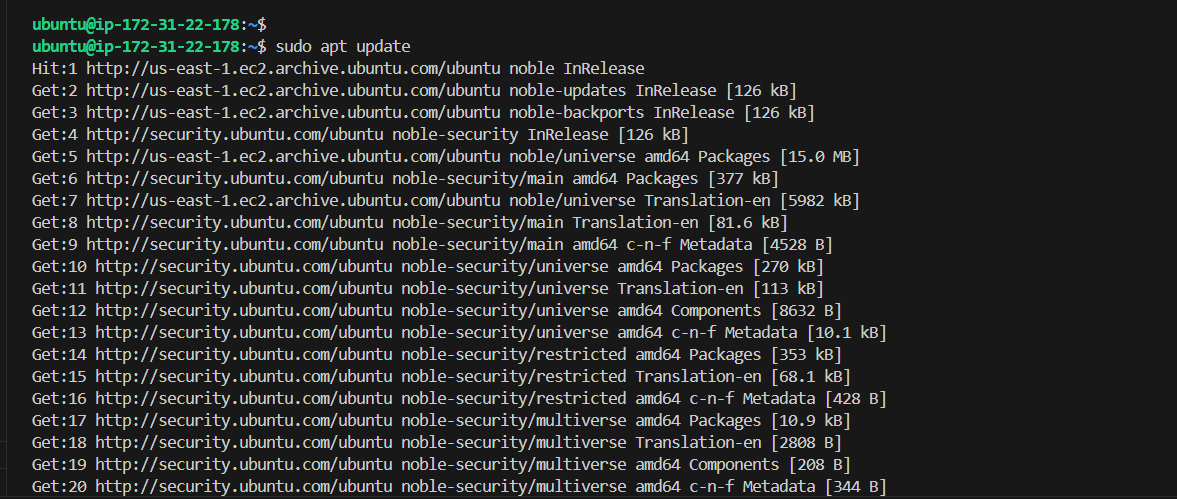 ubuntu@ip-172-31-22-178:~$
ubuntu@ip-172-31-22-178:~$ sudo apt update
Hit:1 http://us-east-1.ec2.archive.ubuntu.com/ubuntu noble InRelease
Get:2 http://us-east-1.ec2.archive.ubuntu.com/ubuntu noble-updates InRelease [126 kB]
Get:3 http://us-east-1.ec2.archive.ubuntu.com/ubuntu noble-backports InRelease [126 kB]
Get:4 http://security.ubuntu.com/ubuntu noble-security InRelease [126 kB]
Get:5 http://us-east-1.ec2.archive.ubuntu.com/ubuntu noble/universe amd64 Packages [15.0 MB]
Get:6 http://security.ubuntu.com/ubuntu noble-security/main amd64 Packages [377 kB]
Get:7 http://us-east-1.ec2.archive.ubuntu.com/ubuntu noble/universe Translation-en [5982 kB]
Get:8 http://security.ubuntu.com/ubuntu noble-security/main Translation-en [81.6 kB]
Get:9 http://security.ubuntu.com/ubuntu noble-security/main amd64 c-n-f Metadata [4528 B]
Get:10 http://security.ubuntu.com/ubuntu noble-security/universe amd64 Packages [270 kB]
Get:11 http://security.ubuntu.com/ubuntu noble-security/universe Translation-en [113 kB]
Get:12 http://security.ubuntu.com/ubuntu noble-security/universe amd64 Components [8632 B]
Get:13 http://security.ubuntu.com/ubuntu noble-security/universe amd64 c-n-f Metadata [10.1 kB]
Get:14 http://security.ubuntu.com/ubuntu noble-security/restricted amd64 Packages [353 kB]
Get:15 http://security.ubuntu.com/ubuntu noble-security/restricted Translation-en [68.1 kB]
Get:16 http://security.ubuntu.com/ubuntu noble-security/restricted amd64 c-n-f Metadata [428 B]
Get:17 http://security.ubuntu.com/ubuntu noble-security/multiverse amd64 Packages [10.9 kB]
Get:18 http://security.ubuntu.com/ubuntu noble-security/multiverse Translation-en [2808 B]
Get:19 http://security.ubuntu.com/ubuntu noble-security/multiverse amd64 Components [208 B]
Get:20 http://security.ubuntu.com/ubuntu noble-security/multiverse amd64 c-n-f Metadata [344 B]